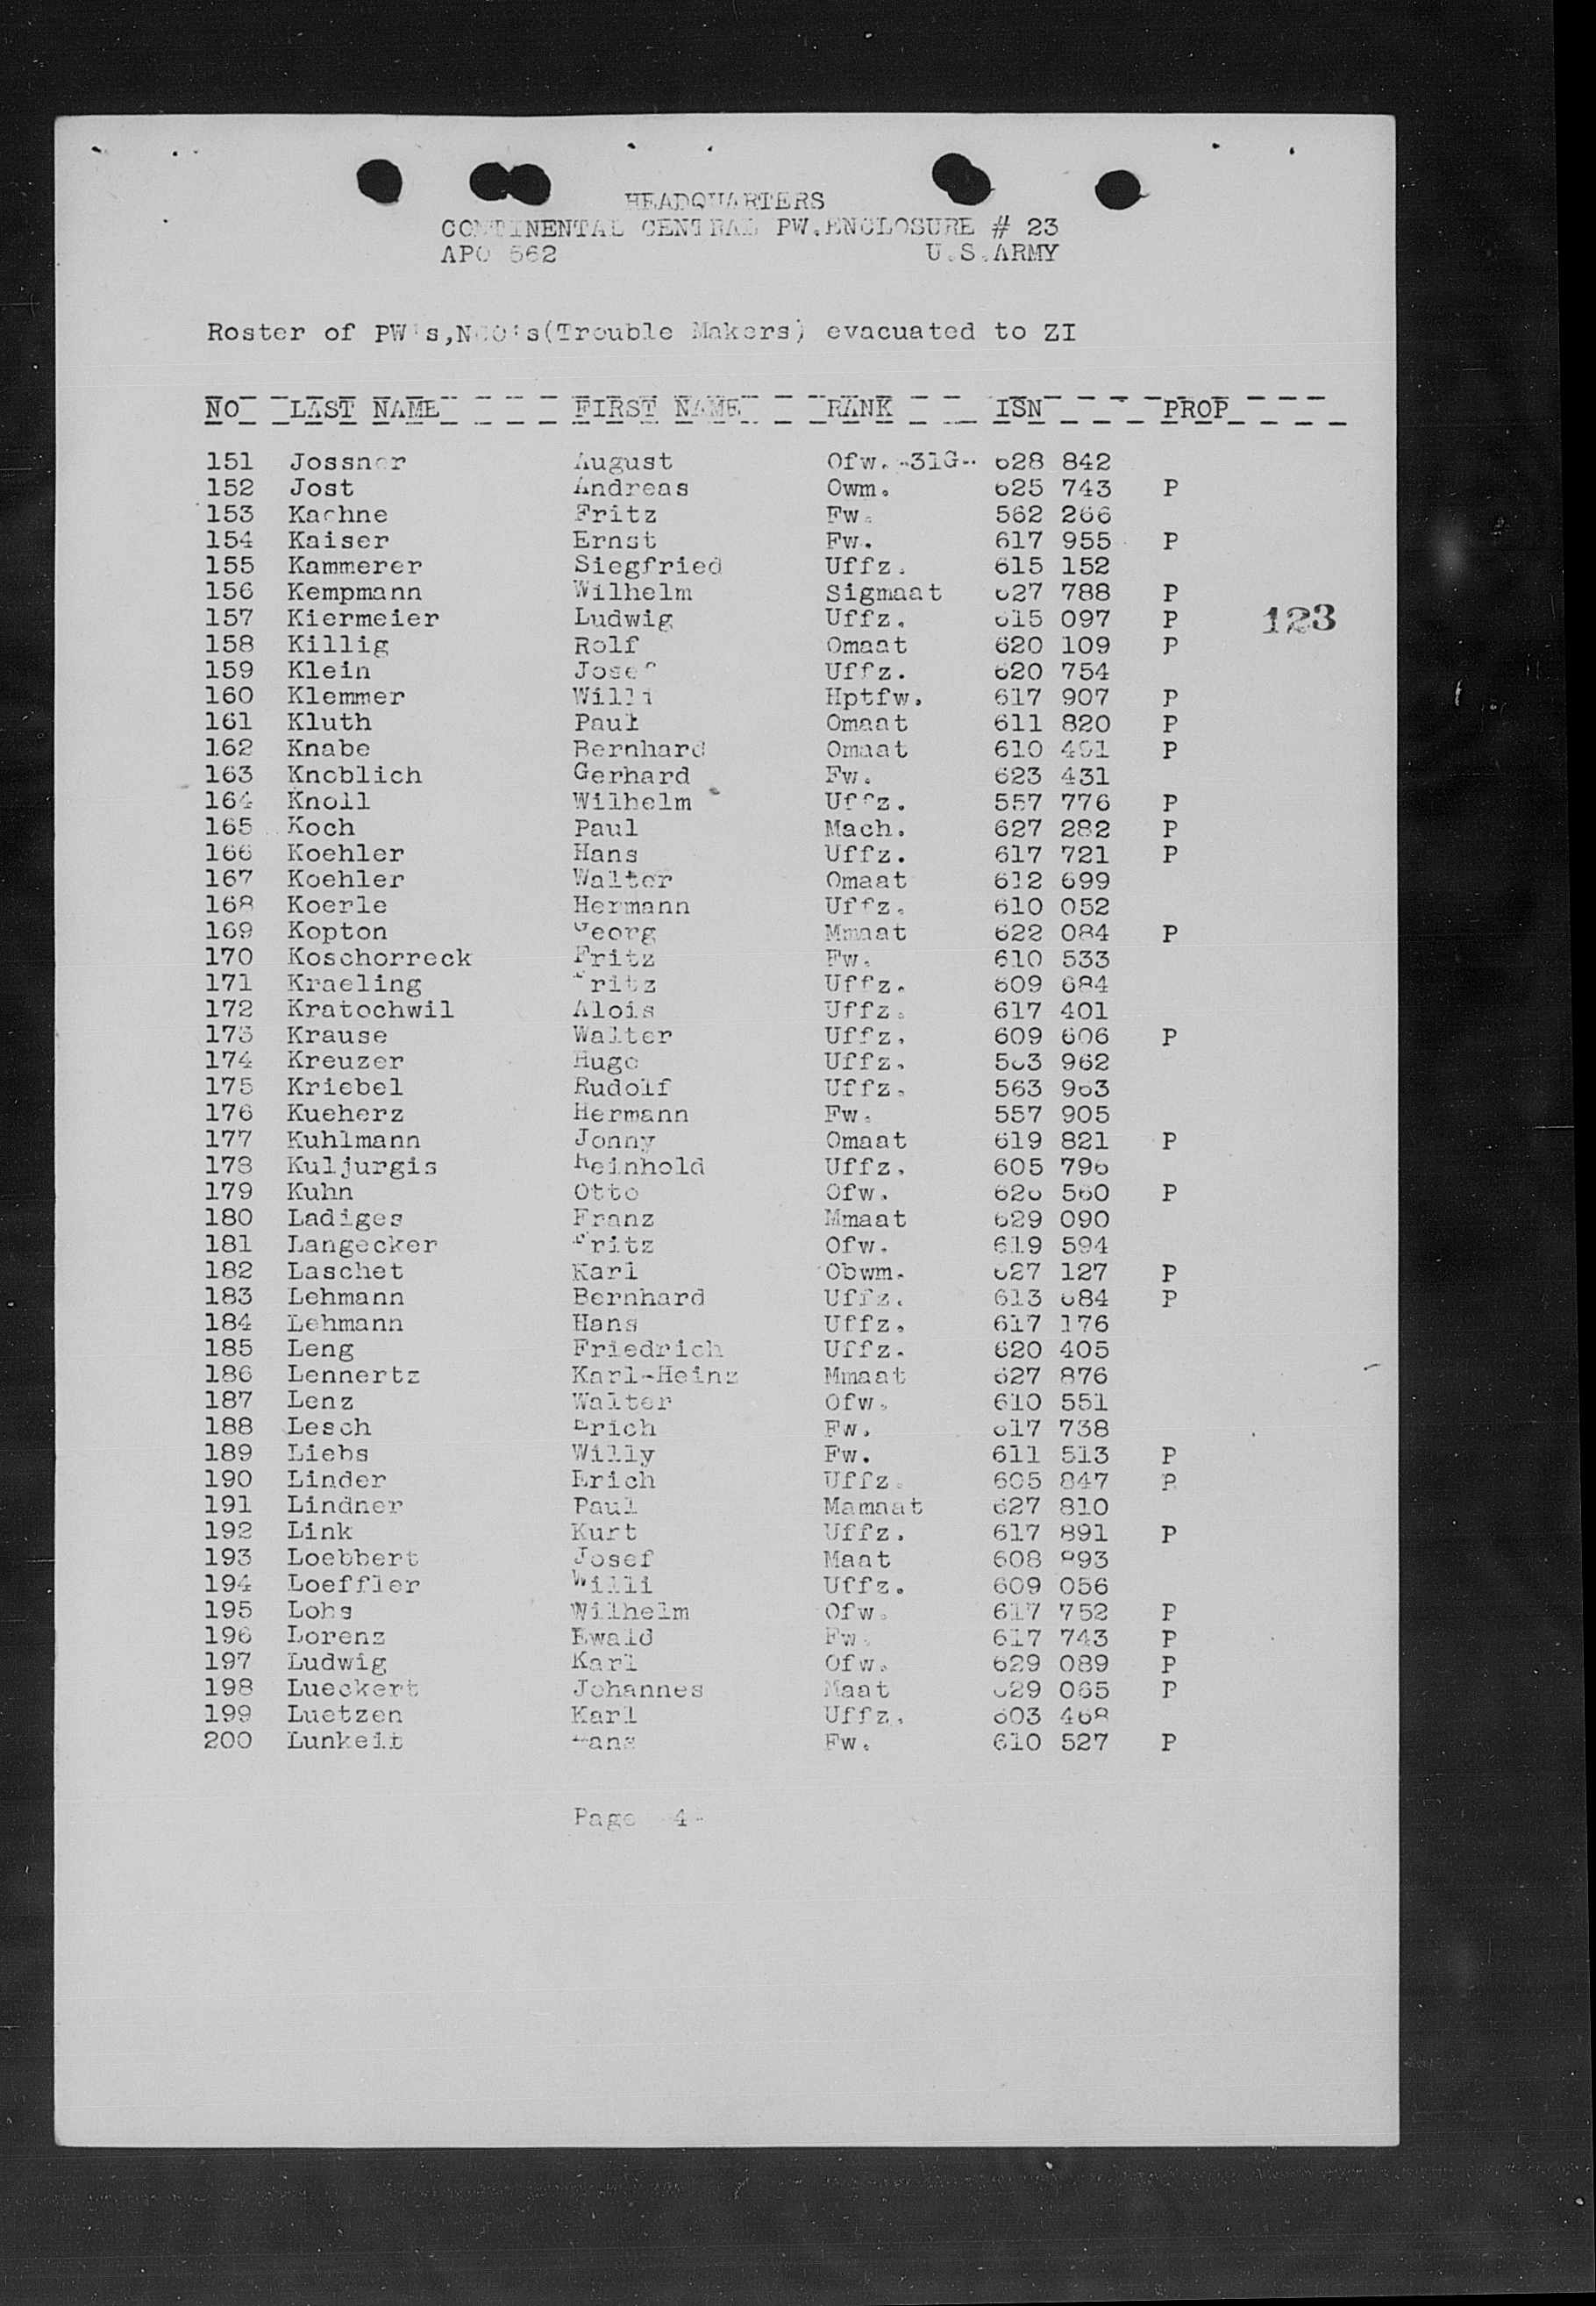 HEADQUARTERS
CONTINENTAL CENTRAL PW.ENCLOSURE # 23
APO 562 U.S.ARMY
Roster of PW's,NCO's(Trouble Makers) evacuated to ZI
NO LAST NAME FIRST NAME RANK ISN PROP
151 Jossner August Ofw. -31G- 628 842
152 Jost Andreas Owm. 625 743 P
153 Kaehne Fritz Fw. 562 266
154 Kaiser Ernst Fw. 617 955 P
155 Kammerer Siegfried Uffz. 615 152
156 Kempmann Wilhelm Sigmaat 627 788 P
157 Kiermeier Ludwig Uffz. 615 097 P
123
158 Killig Rolf Omaat 620 109 P
159 Klein Josef Uffz. 620 754
160 Klemmer Willi Hptfw. 617 907 P
161 Kluth Paul Omaat 611 820 P
162 Knabe Bernhard Omaat 610 P
163 Knoblich Gerhard Fw. 623 431
164 Knoll Wilhelm Uffz. 557 776 P
165 Koch Paul Mach. 627 282 P
166 Koehler Hans Uffz. 617 721 P
167 Koehler Walter Omaat 612 699
168 Koerle Hermann Uffz. 610 052
169 Kopton Georg Mmaat 622 084 P
170 Koschorreck Fritz Fw. 610 533
171 Kraeling Fritz Uffz. 609 684
172 Kratochwil Alois Uffz. 617 401
173 Krause Walter Uffz. 609 606 P
174 Kreuzer Hugo Uffz. 563 962
175 Kriebel Rudolf Uffz. 563 963
176 Kueherz Hermann Fw. 557 905
177 Kuhlmann Jonny Omaat 619 821 P
178 Kuljurgis Reinhold Uffz. 605 796
179 Kuhn Otto Ofw. 626 560 P
180 Ladiges Franz Mmaat 629 090
181 Langecker Fritz Ofw. 619 594
182 Laschet Karl Obwm. 627 127 P
183 Lehmann Bernhard Uffz. 613 684 P
184 Lehmann Hans Uffz. 617 176
185 Leng Friedrich Uffz. 620 405
186 Lennertz Karl-Heinz Mmaat 627 876
187 Lenz Walter Ofw. 610 551
188 Lesch Erich Fw. 617 738
189 Liebs Willy Fw. 611 513 P
190 Linder Erich Uffz. 605 847 P
191 Lindner Paul Mamaat 627 810
192 Link Kurt Uffz. 617 891 P
193 Loebbert Josef Maat 608 893
194 Loeffler Willi Uffz. 609 056
195 Lohs Wilhelm Ofw. 617 752 P
196 Lorenz Ewald Fw. 617 743 P
197 Ludwig Karl Ofw. 629 089 P
198 Lueckert Johannes Maat 629 065 P
199 Luetzen Karl Uffz. 603 468
200 Lunkeit Hans Fw. 610 527 P
Page -4-